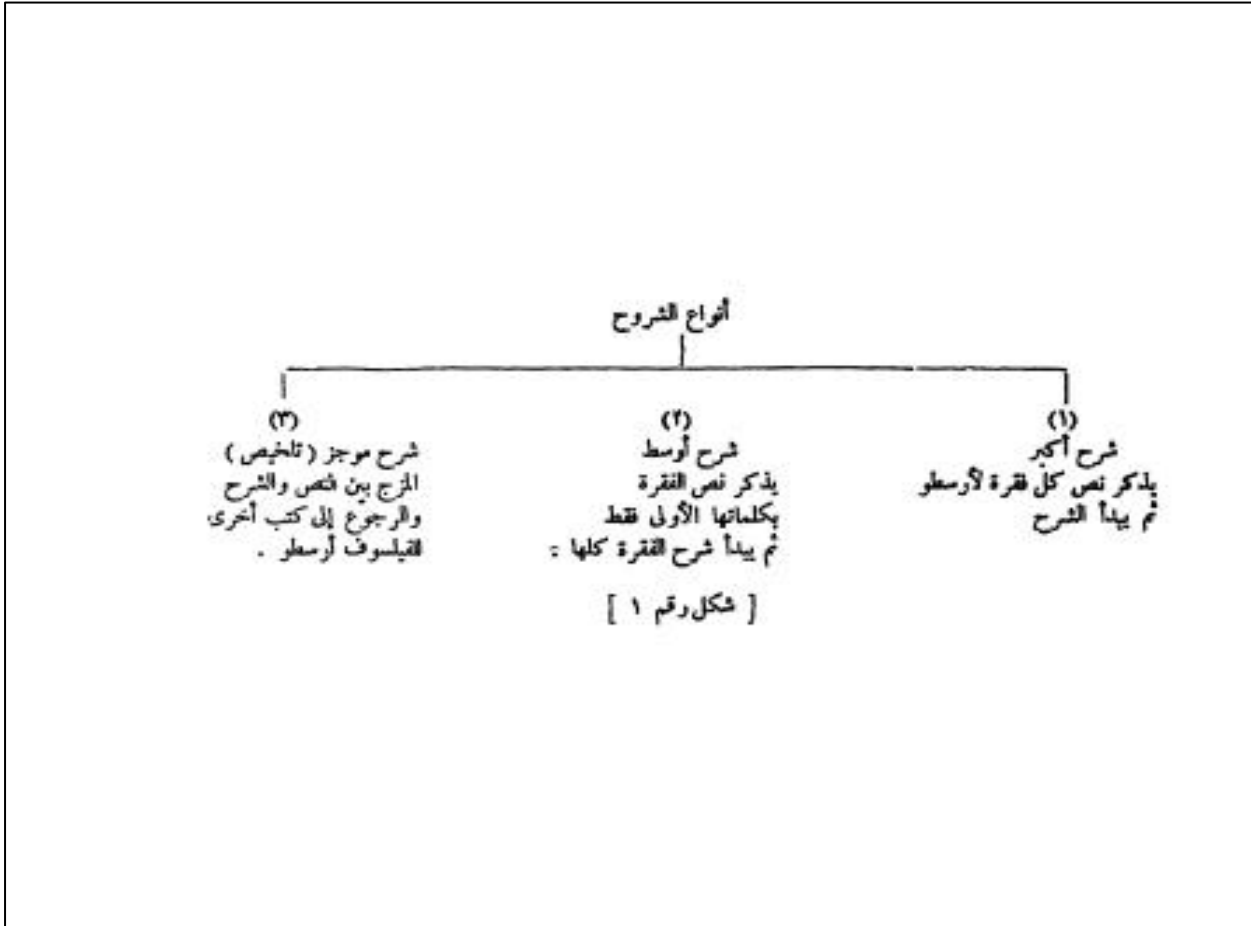 أنواع الشروح
(١)
شرح أكبر
يذكر نص كل فقرة لأرسطو
ثم يبدأ الشرح
(٢)
شرح أوسط
يذكر نص الفقرة
بكلماتها الأولى فقط
ثم يبدأ شرح الفقرة كلها :
(٣)
شرح موجز ( تلخيص )
المزج بين النص والشرح
والرجوع إلى كتب أخرى
للفيلسوف أرسطو .
[ شكل رقم ١ ]